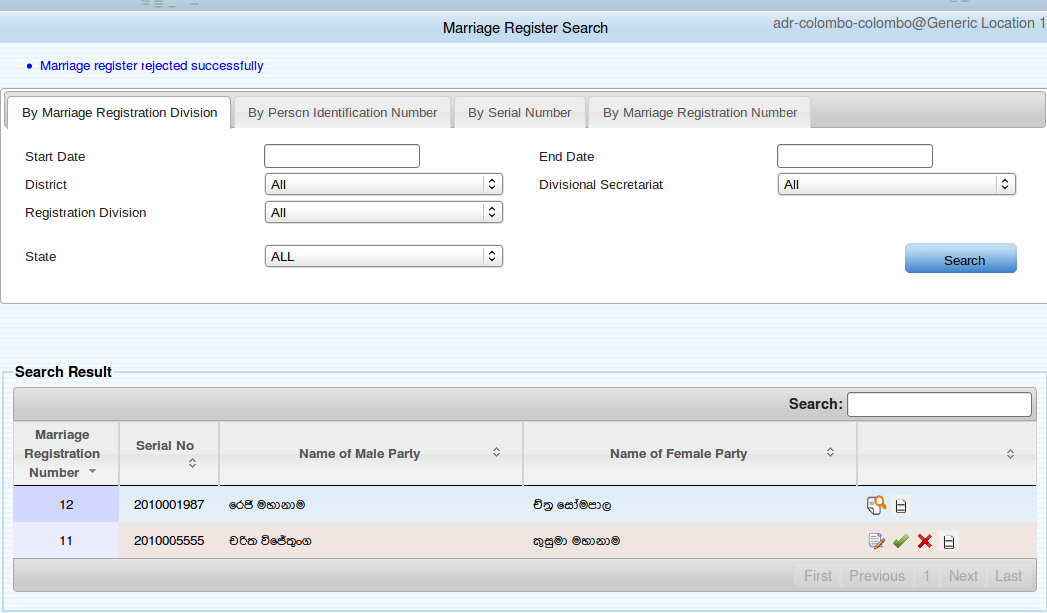 Marriage Register Search
adr-colombo-colombo@Generic Location 1
Marriage register rejected successfully
By Marriage Registration Division By Person Identification Number By Serial Number By Marriage Registration Number
Start Date End Date
District All Divisional Secretariat All
Registration Division All
State ALL Search
Search Result
Search:
Marriage Registration Number Serial No Name of Male Party Name of Female Party
12 2010001987 රෙජි මහානාම චිත්‍ර සෝමපාල
11 2010005555 චරිත විජේතුංග කුසුමා මහානාම
First Previous 1 Next Last